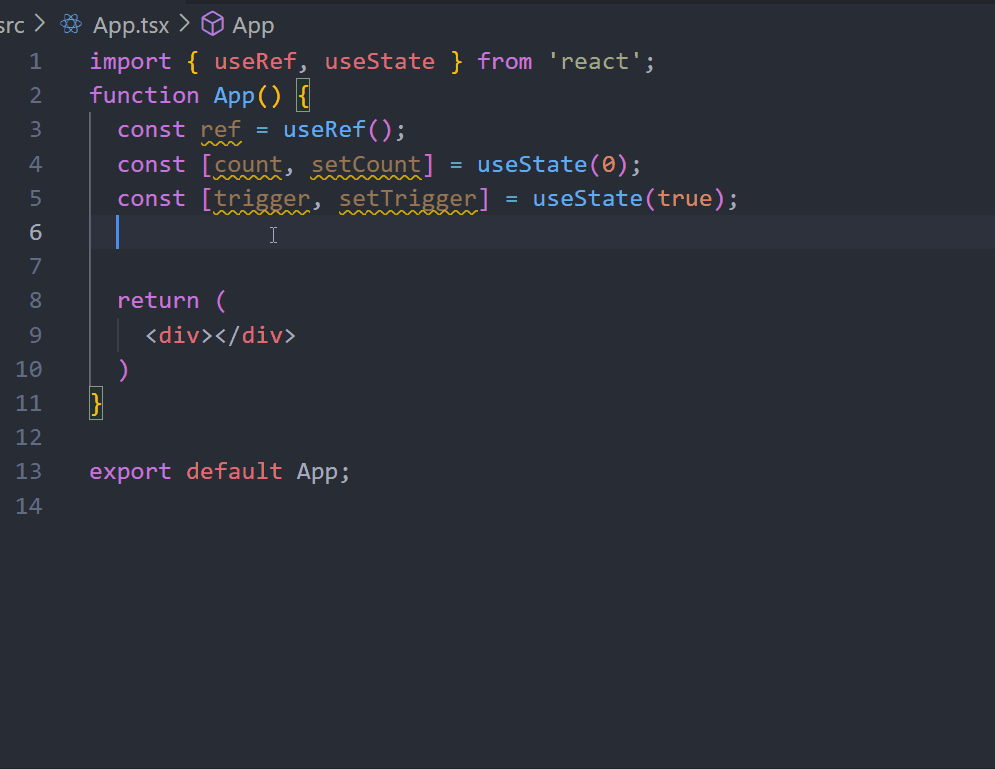 src > App.tsx > App
1 import { useRef, useState } from 'react';
2 function App() {
3   const ref = useRef();
4   const [count, setCount] = useState(0);
5   const [trigger, setTrigger] = useState(true);
6
7
8   return (
9     <div></div>
10   )
11 }
12
13 export default App;
14